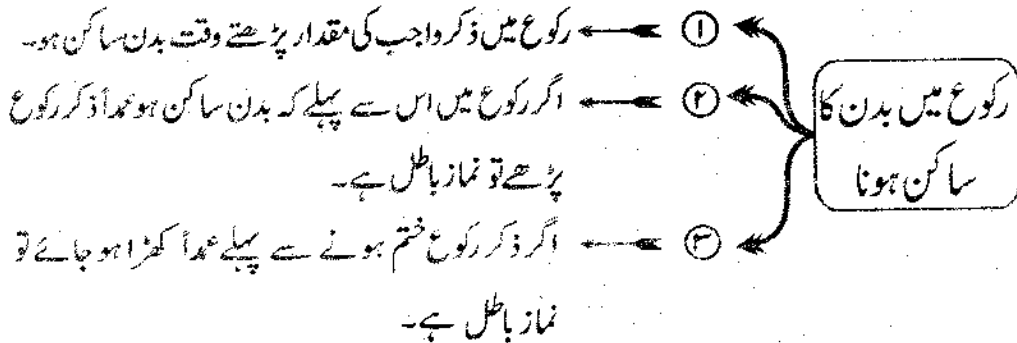 رکوع میں بدن کا
ساکن ہونا
① رکوع میں ذکر واجب کی مقدار پڑھتے وقت بدن ساکن ہو۔
② اگر رکوع میں اس سے پہلے کہ بدن ساکن ہو عمداً ذکر رکوع
پڑھے تو نماز باطل ہے۔
③ اگر ذکر رکوع ختم ہونے سے پہلے عمداً کھڑا ہو جائے تو
نماز باطل ہے۔